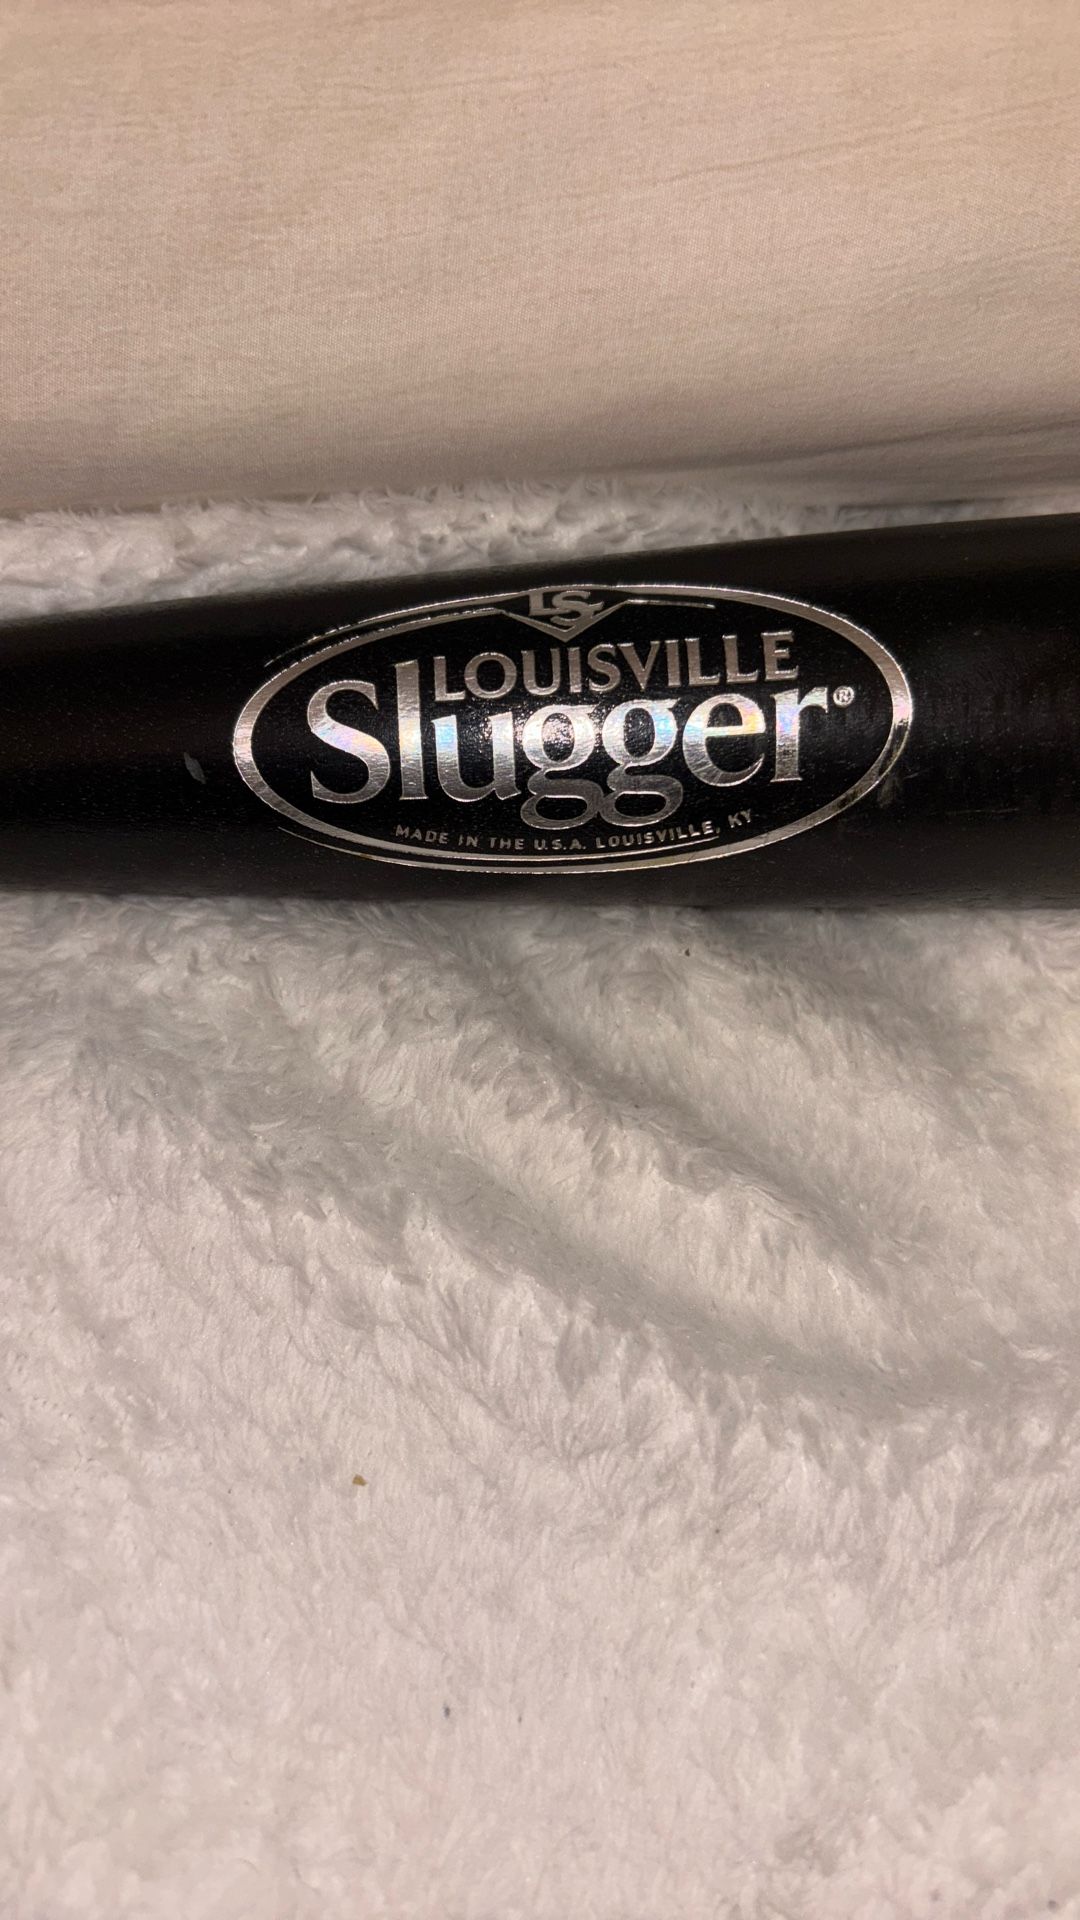 LS
LOUISVILLE
Slugger®
MADE IN THE U.S.A. LOUISVILLE, KY